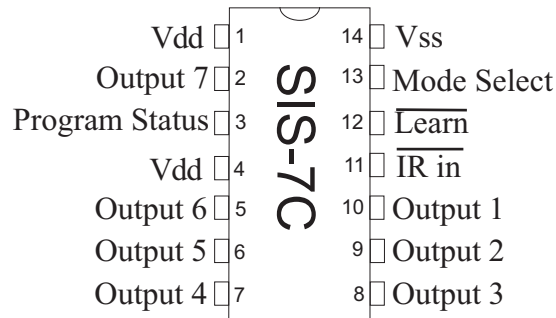 Vdd 1 14 Vss
Output 7 2 13 Mode Select
Program Status 3 12 Learn
Vdd 4 11 IR in
Output 6 5 10 Output 1
Output 5 6 9 Output 2
Output 4 7 8 Output 3
SIS-7C